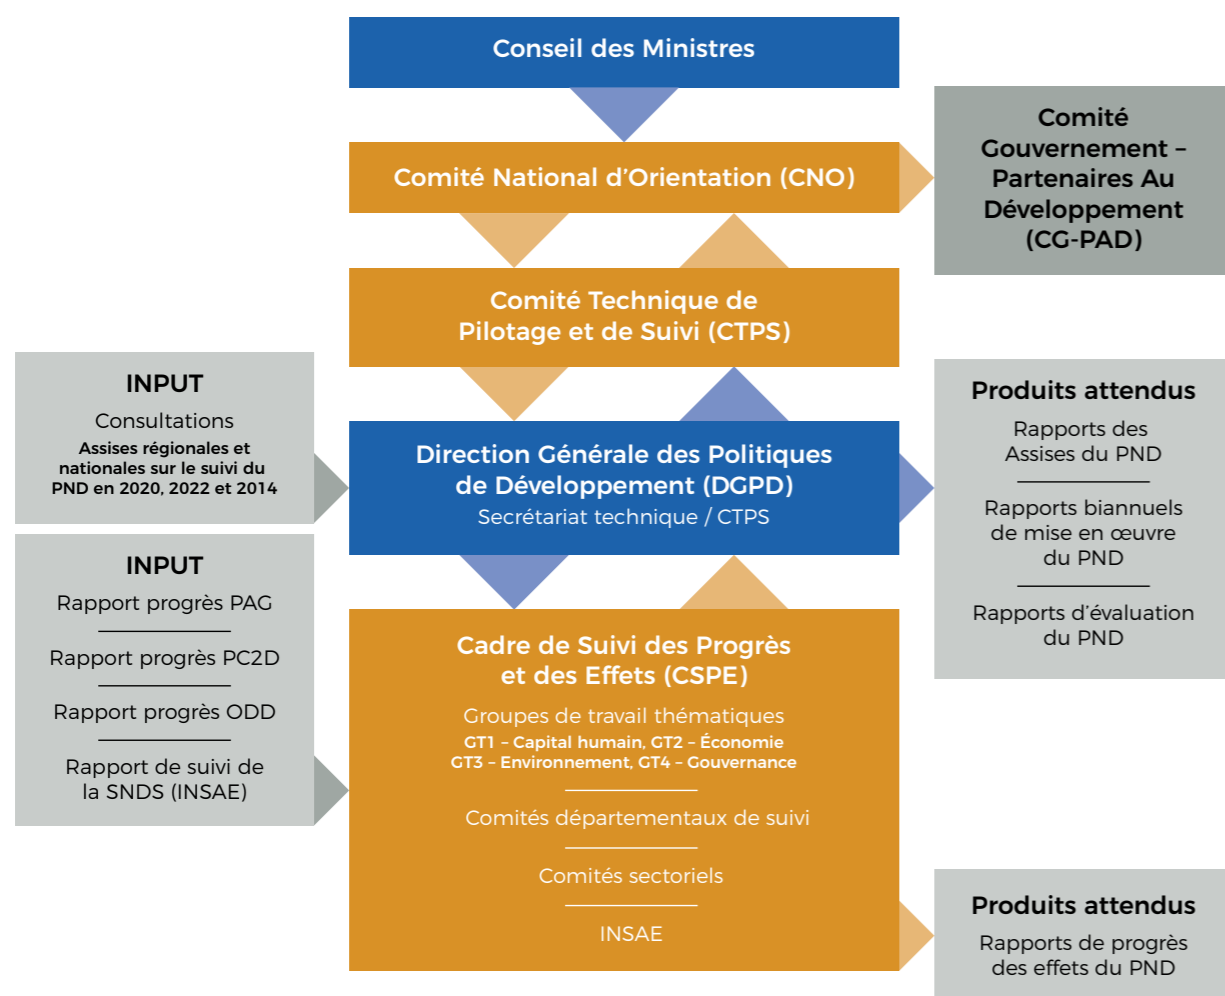 Conseil des Ministres
Comité National d’Orientation (CNO)
Comité
Gouvernement –
Partenaires Au
Développement
(CG-PAD)
Comité Technique de
Pilotage et de Suivi (CTPS)
INPUT
Consultations
Assises régionales et
nationales sur le suivi du
PND en 2020, 2022 et 2014
Direction Générale des Politiques
de Développement (DGPD)
Secrétariat technique / CTPS
Produits attendus
Rapports des
Assises du PND
Rapports biannuels
de mise en œuvre
du PND
Rapports d’évaluation
du PND
INPUT
Rapport progrès PAG
Rapport progrès PC2D
Rapport progrès ODD
Rapport de suivi de
la SNDS (INSAE)
Cadre de Suivi des Progrès
et des Effets (CSPE)
Groupes de travail thématiques
GT1 – Capital humain, GT2 – Économie
GT3 – Environnement, GT4 – Gouvernance
Comités départementaux de suivi
Comités sectoriels
INSAE
Produits attendus
Rapports de progrès
des effets du PND